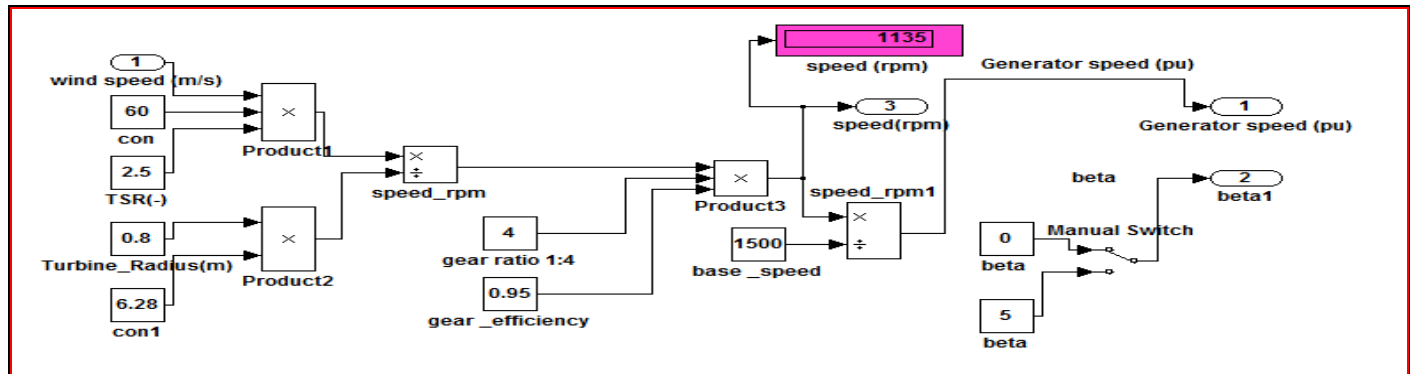 1
wind speed (m/s)
60
con
2.5
TSR(-)
0.8
Turbine_Radius(m)
6.28
con1
×
Product1
×
Product2
×
÷
speed_rpm
4
gear ratio 1:4
0.95
gear _efficiency
×
Product3
1135
speed (rpm)
3
speed(rpm)
speed_rpm1
×
÷
1500
base _speed
Generator speed (pu)
1
Generator speed (pu)
beta
2
beta1
Manual Switch
0
beta
5
beta